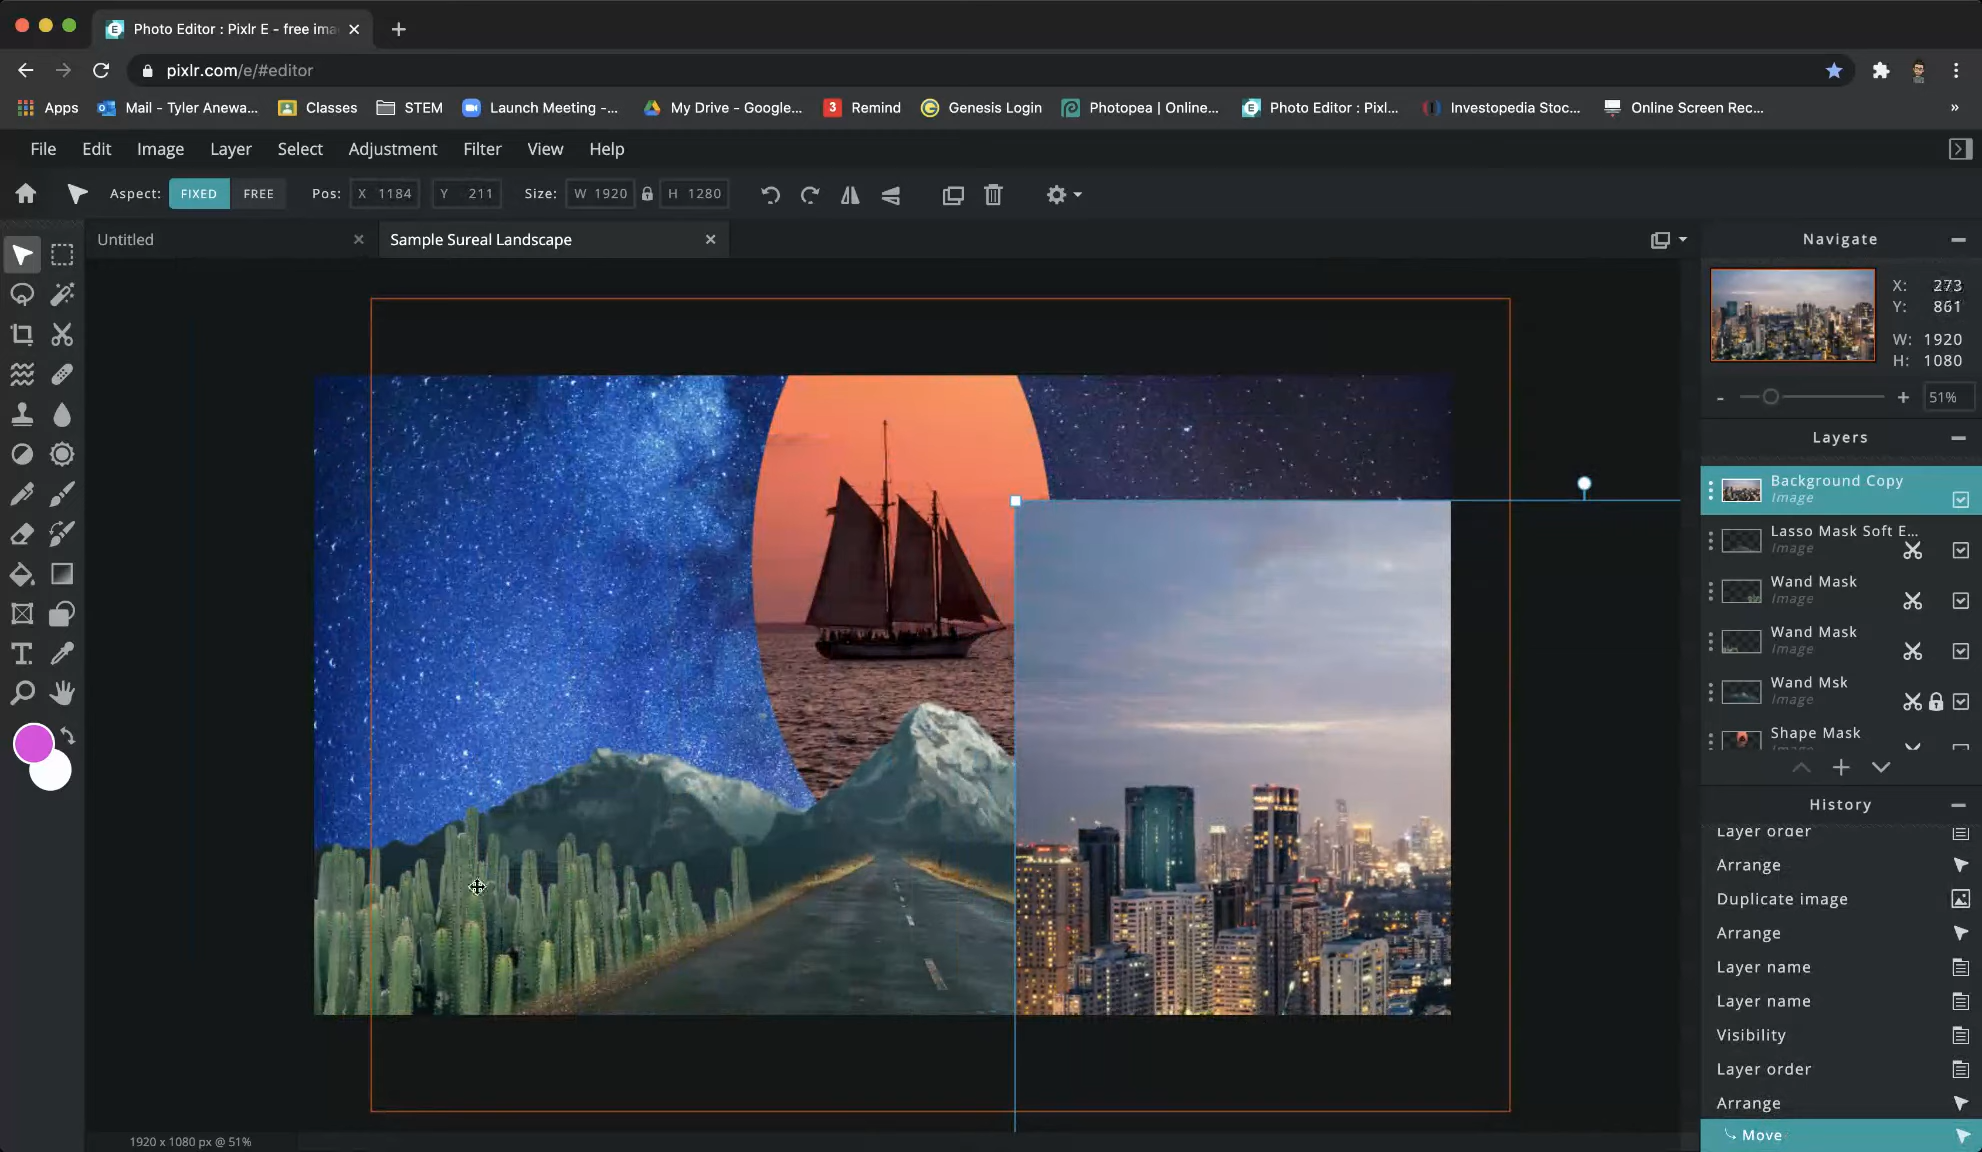 Photo Editor : Pixlr E - free ima
pixlr.com/e/#editor
Apps Mail - Tyler Anewa... Classes STEM Launch Meeting -... My Drive - Google... Remind Genesis Login Photopea | Online... Photo Editor : Pixl... Investopedia Stoc... Online Screen Rec... »
File Edit Image Layer Select Adjustment Filter View Help
Aspect: FIXED FREE Pos: X 1184 Y 211 Size: W 1920 H 1280
Untitled Sample Sureal Landscape
Navigate
X: 273
Y: 861
W: 1920
H: 1080
- + 51%
Layers
Background Copy
Image
Lasso Mask Soft E...
Image
Wand Mask
Image
Wand Mask
Image
Wand Msk
Image
Shape Mask
Image
History
Layer order
Arrange
Duplicate image
Arrange
Layer name
Layer name
Visibility
Layer order
Arrange
Move
1920 x 1080 px @ 51%